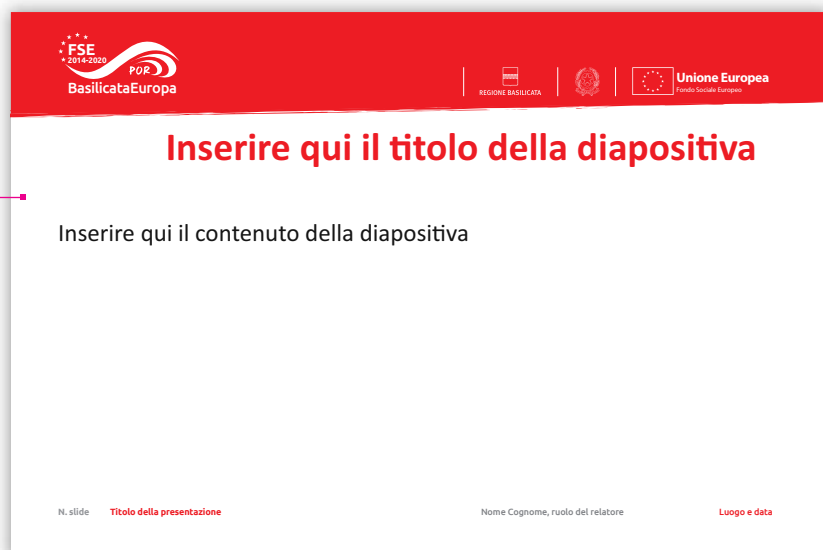 FSE
2014-2020
POR
BasilicataEuropa
REGIONE BASILICATA
Unione Europea
Fondo Sociale Europeo
Inserire qui il titolo della diapositiva
Inserire qui il contenuto della diapositiva
N. slide Titolo della presentazione Nome Cognome, ruolo del relatore Luogo e data